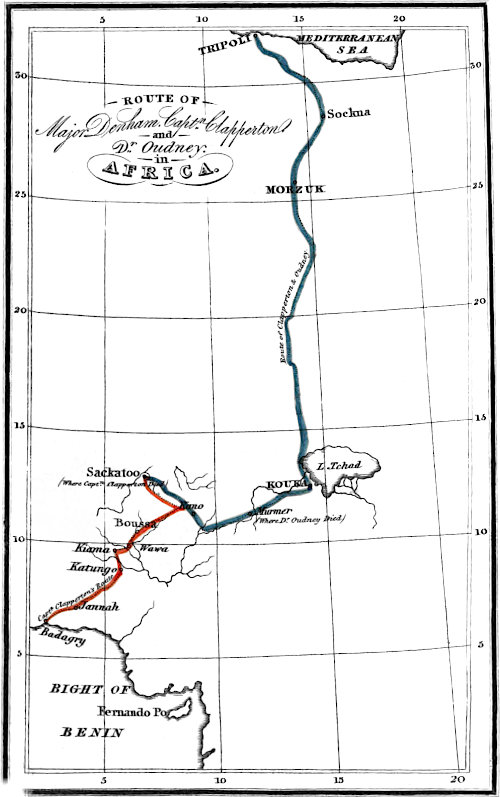 5 10 15 20
TRIPOLI
MEDITERRANEAN
SEA
30
30
ROUTE OF
Major Denham, Captn. Clapperton
and
Dr. Oudney.
in
AFRICA.
Sockna
MORZUK
25
25
Route of Clapperton & Oudney
20
20
15
15
Sackatoo
(Where Captn. Clapperton Died)
L. Tchad
KOUKA
Kano
Murmer
(Where Dr. Oudney Died)
Boussa
10
10
Kiama
Wawa
Katungo
Captn. Clapperton's Route
Jannah
Badagry
5
5
BIGHT OF
BENIN
Fernando Po
5 10 15 20